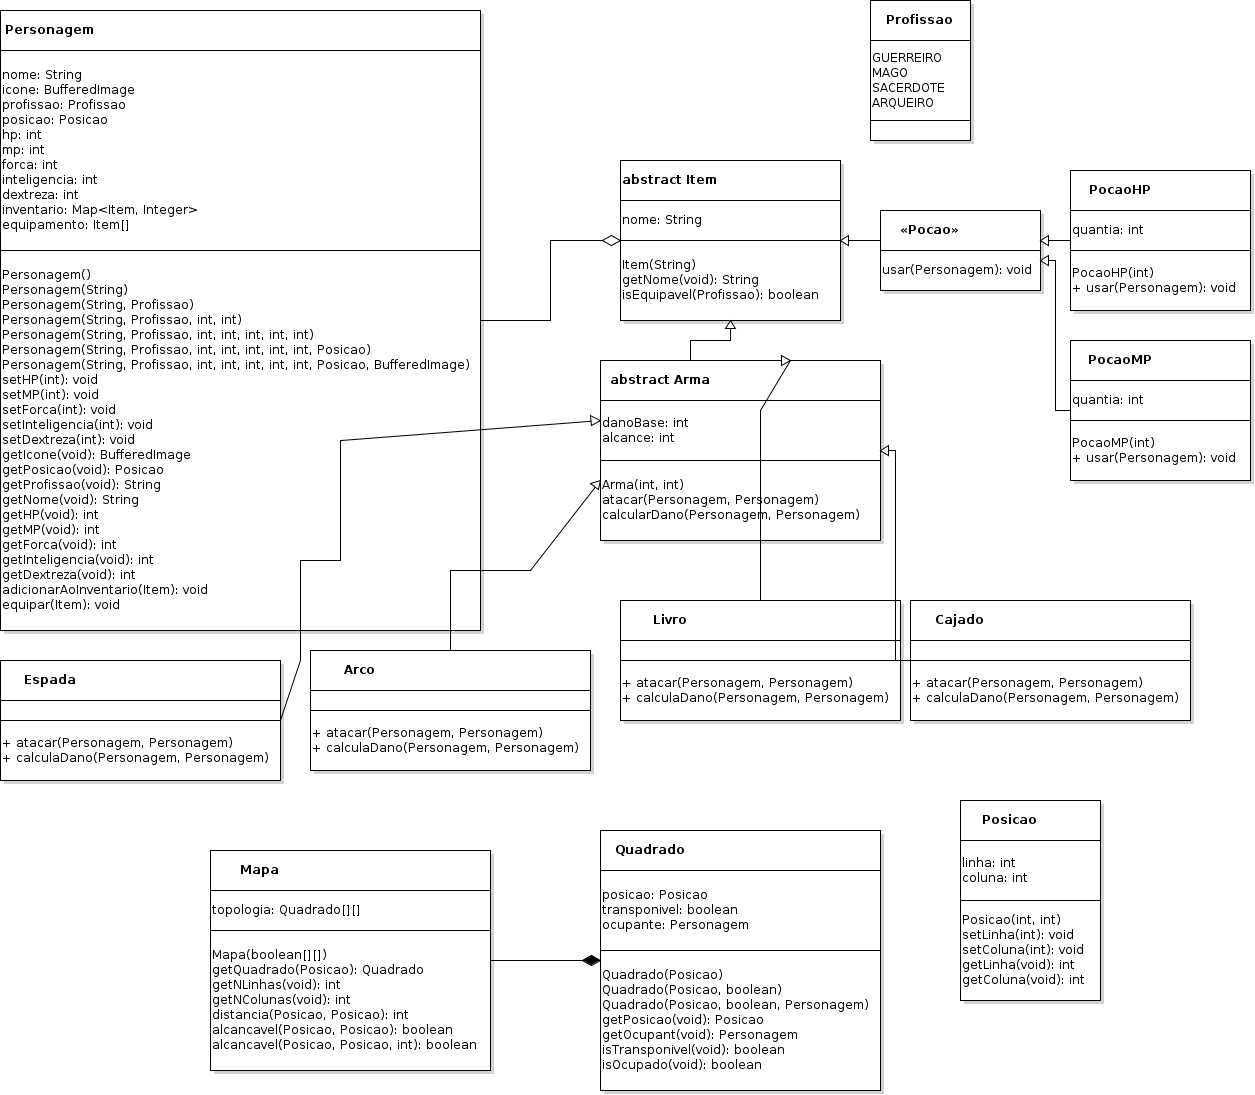 Personagem
nome: String
icone: BufferedImage
profissao: Profissao
posicao: Posicao
hp: int
mp: int
forca: int
inteligencia: int
dextreza: int
inventario: Map<Item, Integer>
equipamento: Item[]
Personagem()
Personagem(String)
Personagem(String, Profissao)
Personagem(String, Profissao, int, int)
Personagem(String, Profissao, int, int, int, int, int)
Personagem(String, Profissao, int, int, int, int, int, Posicao)
Personagem(String, Profissao, int, int, int, int, int, Posicao, BufferedImage)
setHP(int): void
setMP(int): void
setForca(int): void
setInteligencia(int): void
setDextreza(int): void
getIcone(void): BufferedImage
getPosicao(void): Posicao
getProfissao(void): String
getNome(void): String
getHP(void): int
getMP(void): int
getForca(void): int
getInteligencia(void): int
getDextreza(void): int
adicionarAoInventario(Item): void
equipar(Item): void
Profissao
GUERREIRO
MAGO
SACERDOTE
ARQUEIRO
abstract Item
nome: String
Item(String)
getNome(void): String
isEquipavel(Profissao): boolean
«Pocao»
usar(Personagem): void
PocaoHP
quantia: int
PocaoHP(int)
+ usar(Personagem): void
PocaoMP
quantia: int
PocaoMP(int)
+ usar(Personagem): void
abstract Arma
danoBase: int
alcance: int
Arma(int, int)
atacar(Personagem, Personagem)
calcularDano(Personagem, Personagem)
Espada
+ atacar(Personagem, Personagem)
+ calculaDano(Personagem, Personagem)
Arco
+ atacar(Personagem, Personagem)
+ calculaDano(Personagem, Personagem)
Livro
+ atacar(Personagem, Personagem)
+ calculaDano(Personagem, Personagem)
Cajado
+ atacar(Personagem, Personagem)
+ calculaDano(Personagem, Personagem)
Mapa
topologia: Quadrado[][]
Mapa(boolean[][])
getQuadrado(Posicao): Quadrado
getNLinhas(void): int
getNColunas(void): int
distancia(Posicao, Posicao): int
alcancavel(Posicao, Posicao): boolean
alcancavel(Posicao, Posicao, int): boolean
Quadrado
posicao: Posicao
transponivel: boolean
ocupante: Personagem
Quadrado(Posicao)
Quadrado(Posicao, boolean)
Quadrado(Posicao, boolean, Personagem)
getPosicao(void): Posicao
getOcupant(void): Personagem
isTransponivel(void): boolean
isOcupado(void): boolean
Posicao
linha: int
coluna: int
Posicao(int, int)
setLinha(int): void
setColuna(int): void
getLinha(void): int
getColuna(void): int